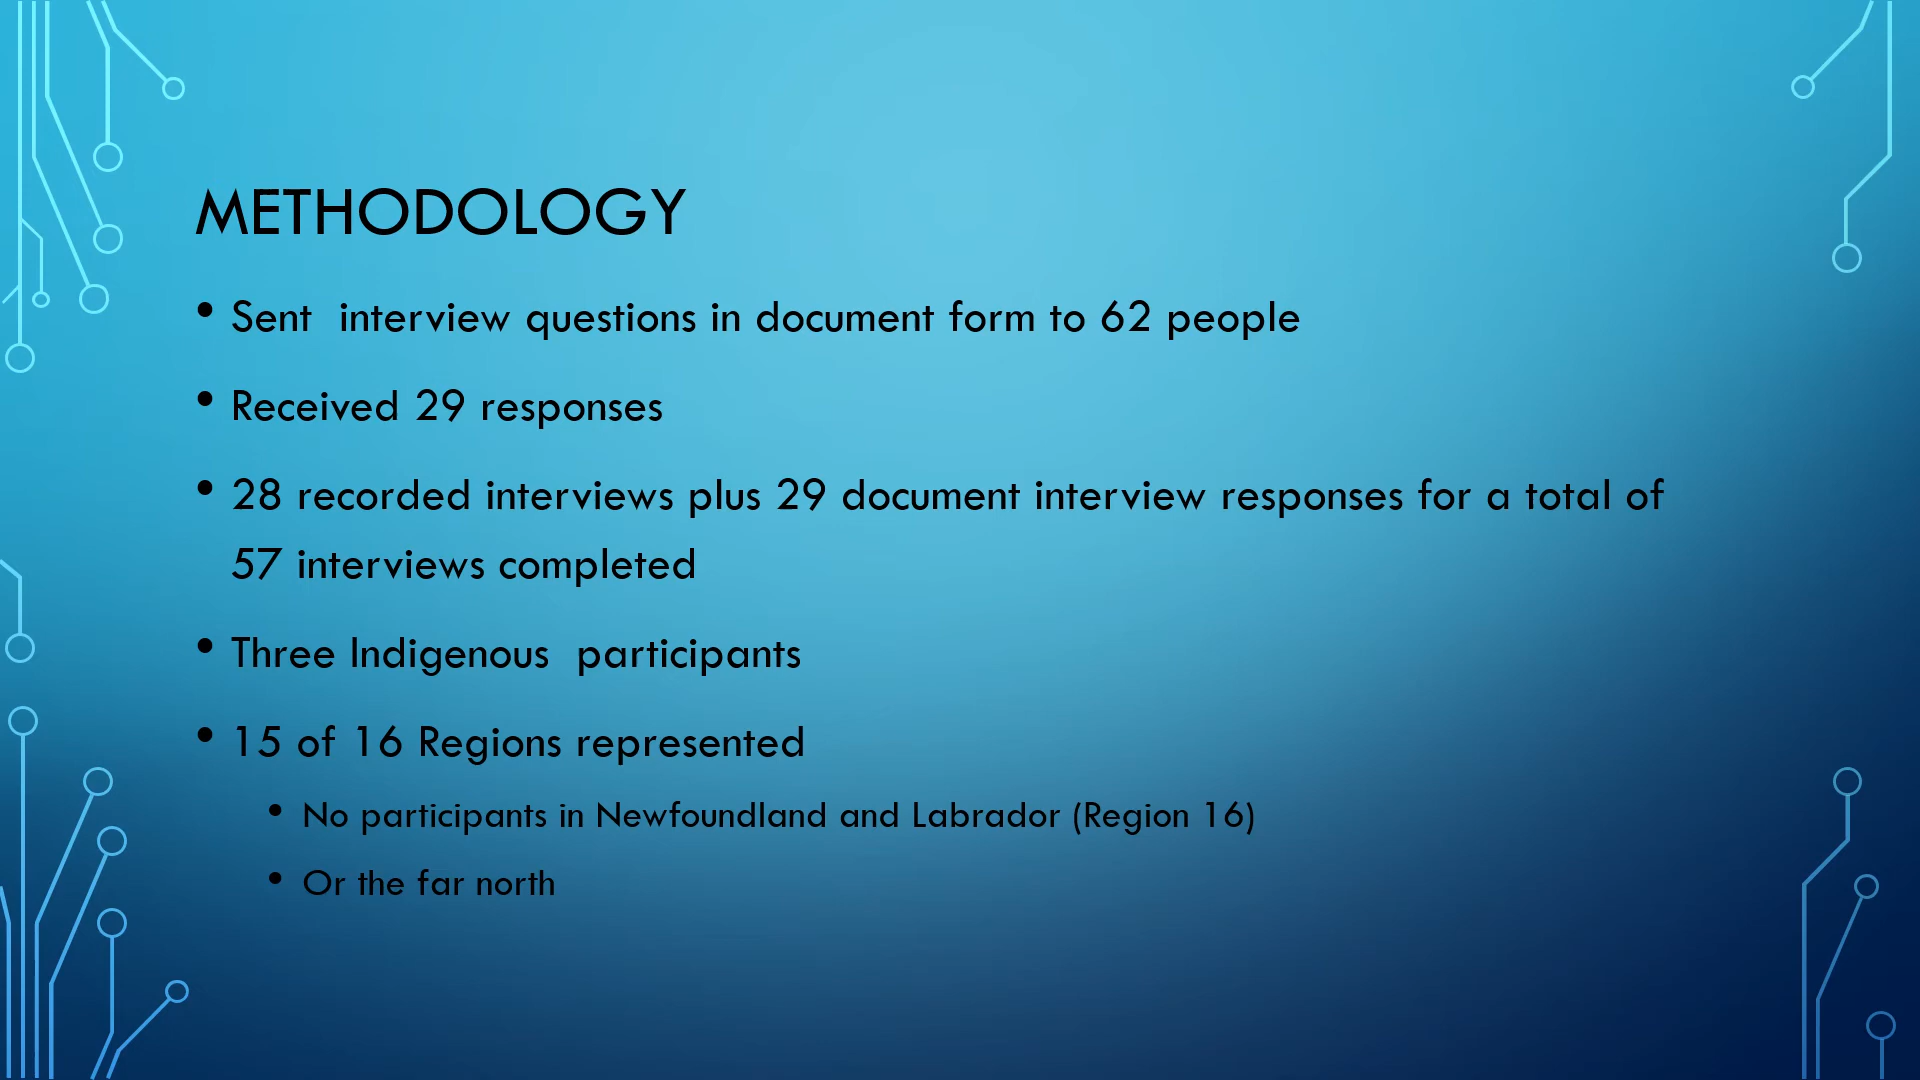 METHODOLOGY
• Sent  interview questions in document form to 62 people
• Received 29 responses
• 28 recorded interviews plus 29 document interview responses for a total of
57 interviews completed
• Three Indigenous  participants
• 15 of 16 Regions represented
• No participants in Newfoundland and Labrador (Region 16)
• Or the far north